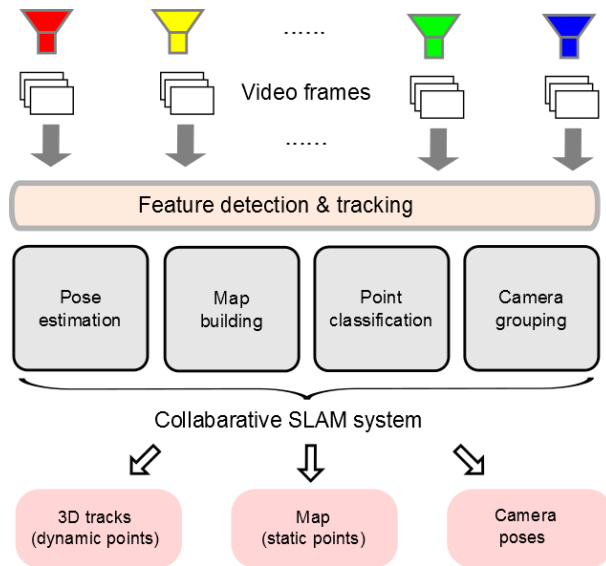 ......
Video frames
......
Feature detection & tracking
Pose
estimation
Map
building
Point
classification
Camera
grouping
Collabarative SLAM system
3D tracks
(dynamic points)
Map
(static points)
Camera
poses